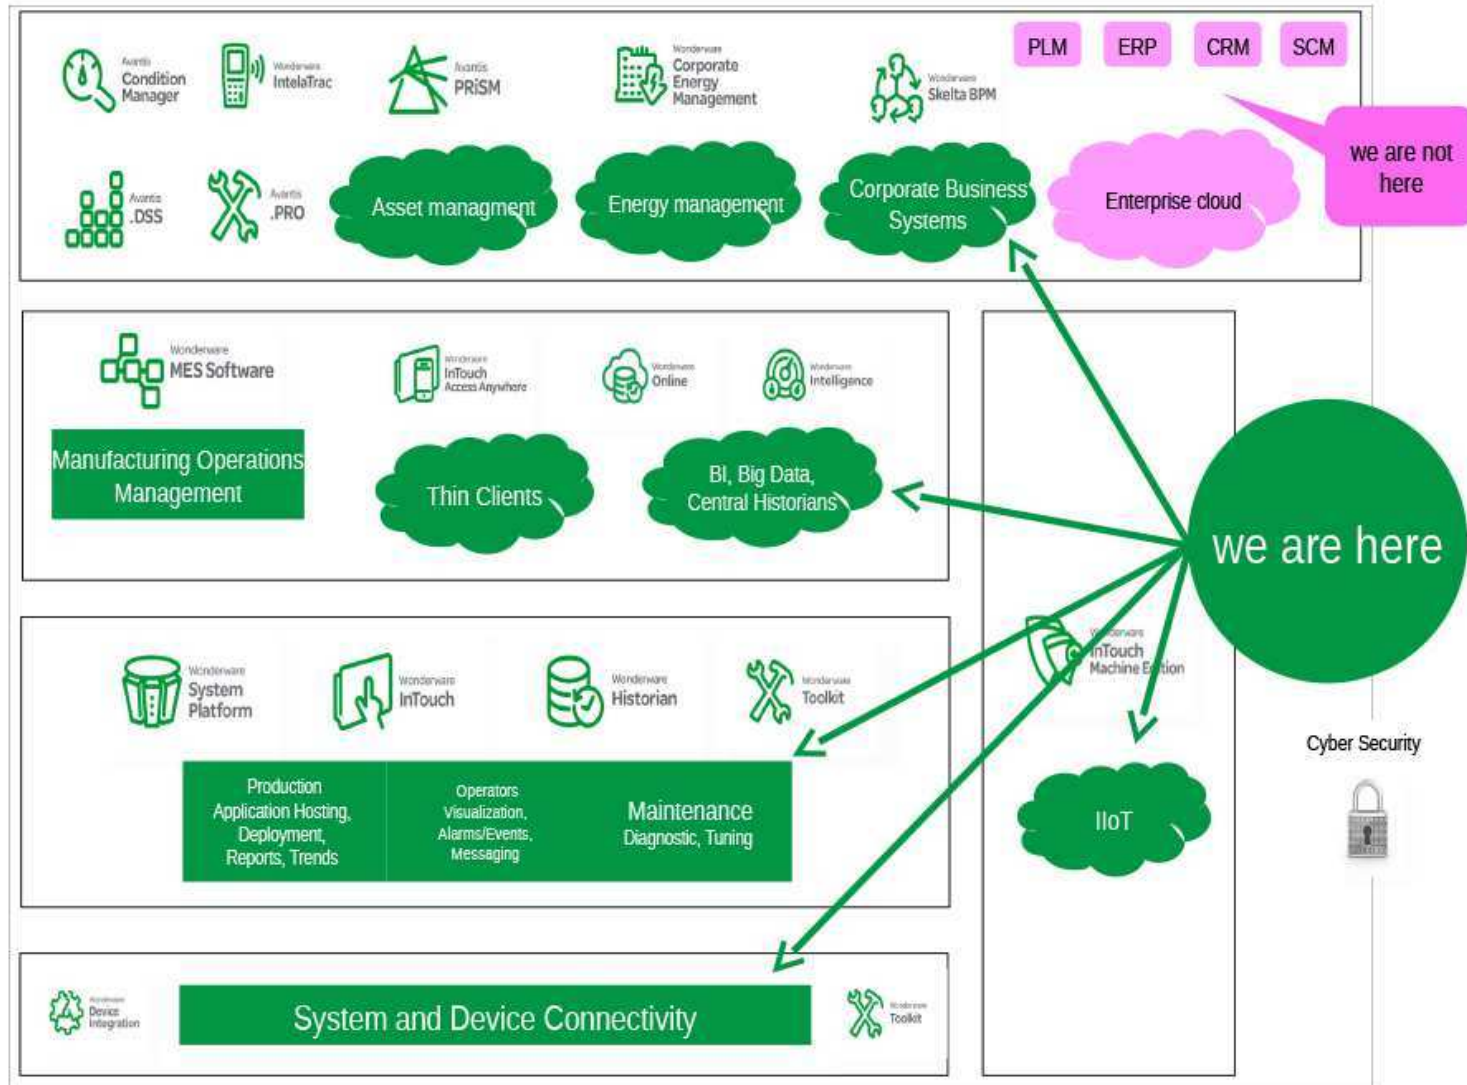 Avantis
Condition
Manager
Wonderware
IntelaTrac
Avantis
PRiSM
Wonderware
Corporate
Energy
Management
Wonderware
Skelta BPM
PLM
ERP
CRM
SCM
we are not
here
Avantis
.DSS
Avantis
.PRO
Asset managment
Energy management
Corporate Business
Systems
Enterprise cloud
Wonderware
MES Software
Wonderware
InTouch
Access Anywhere
Wonderware
Online
Wonderware
Intelligence
Manufacturing Operations
Management
Thin Clients
BI, Big Data,
Central Historians
we are here
Wonderware
System
Platform
Wonderware
InTouch
Wonderware
Historian
Wonderware
Toolkit
Wonderware
InTouch
Machine Edition
Production
Application Hosting,
Deployment,
Reports, Trends
Operators
Visualization,
Alarms/Events,
Messaging
Maintenance
Diagnostic, Tuning
IIoT
Cyber Security
Wonderware
Device
Integration
System and Device Connectivity
Wonderware
Toolkit